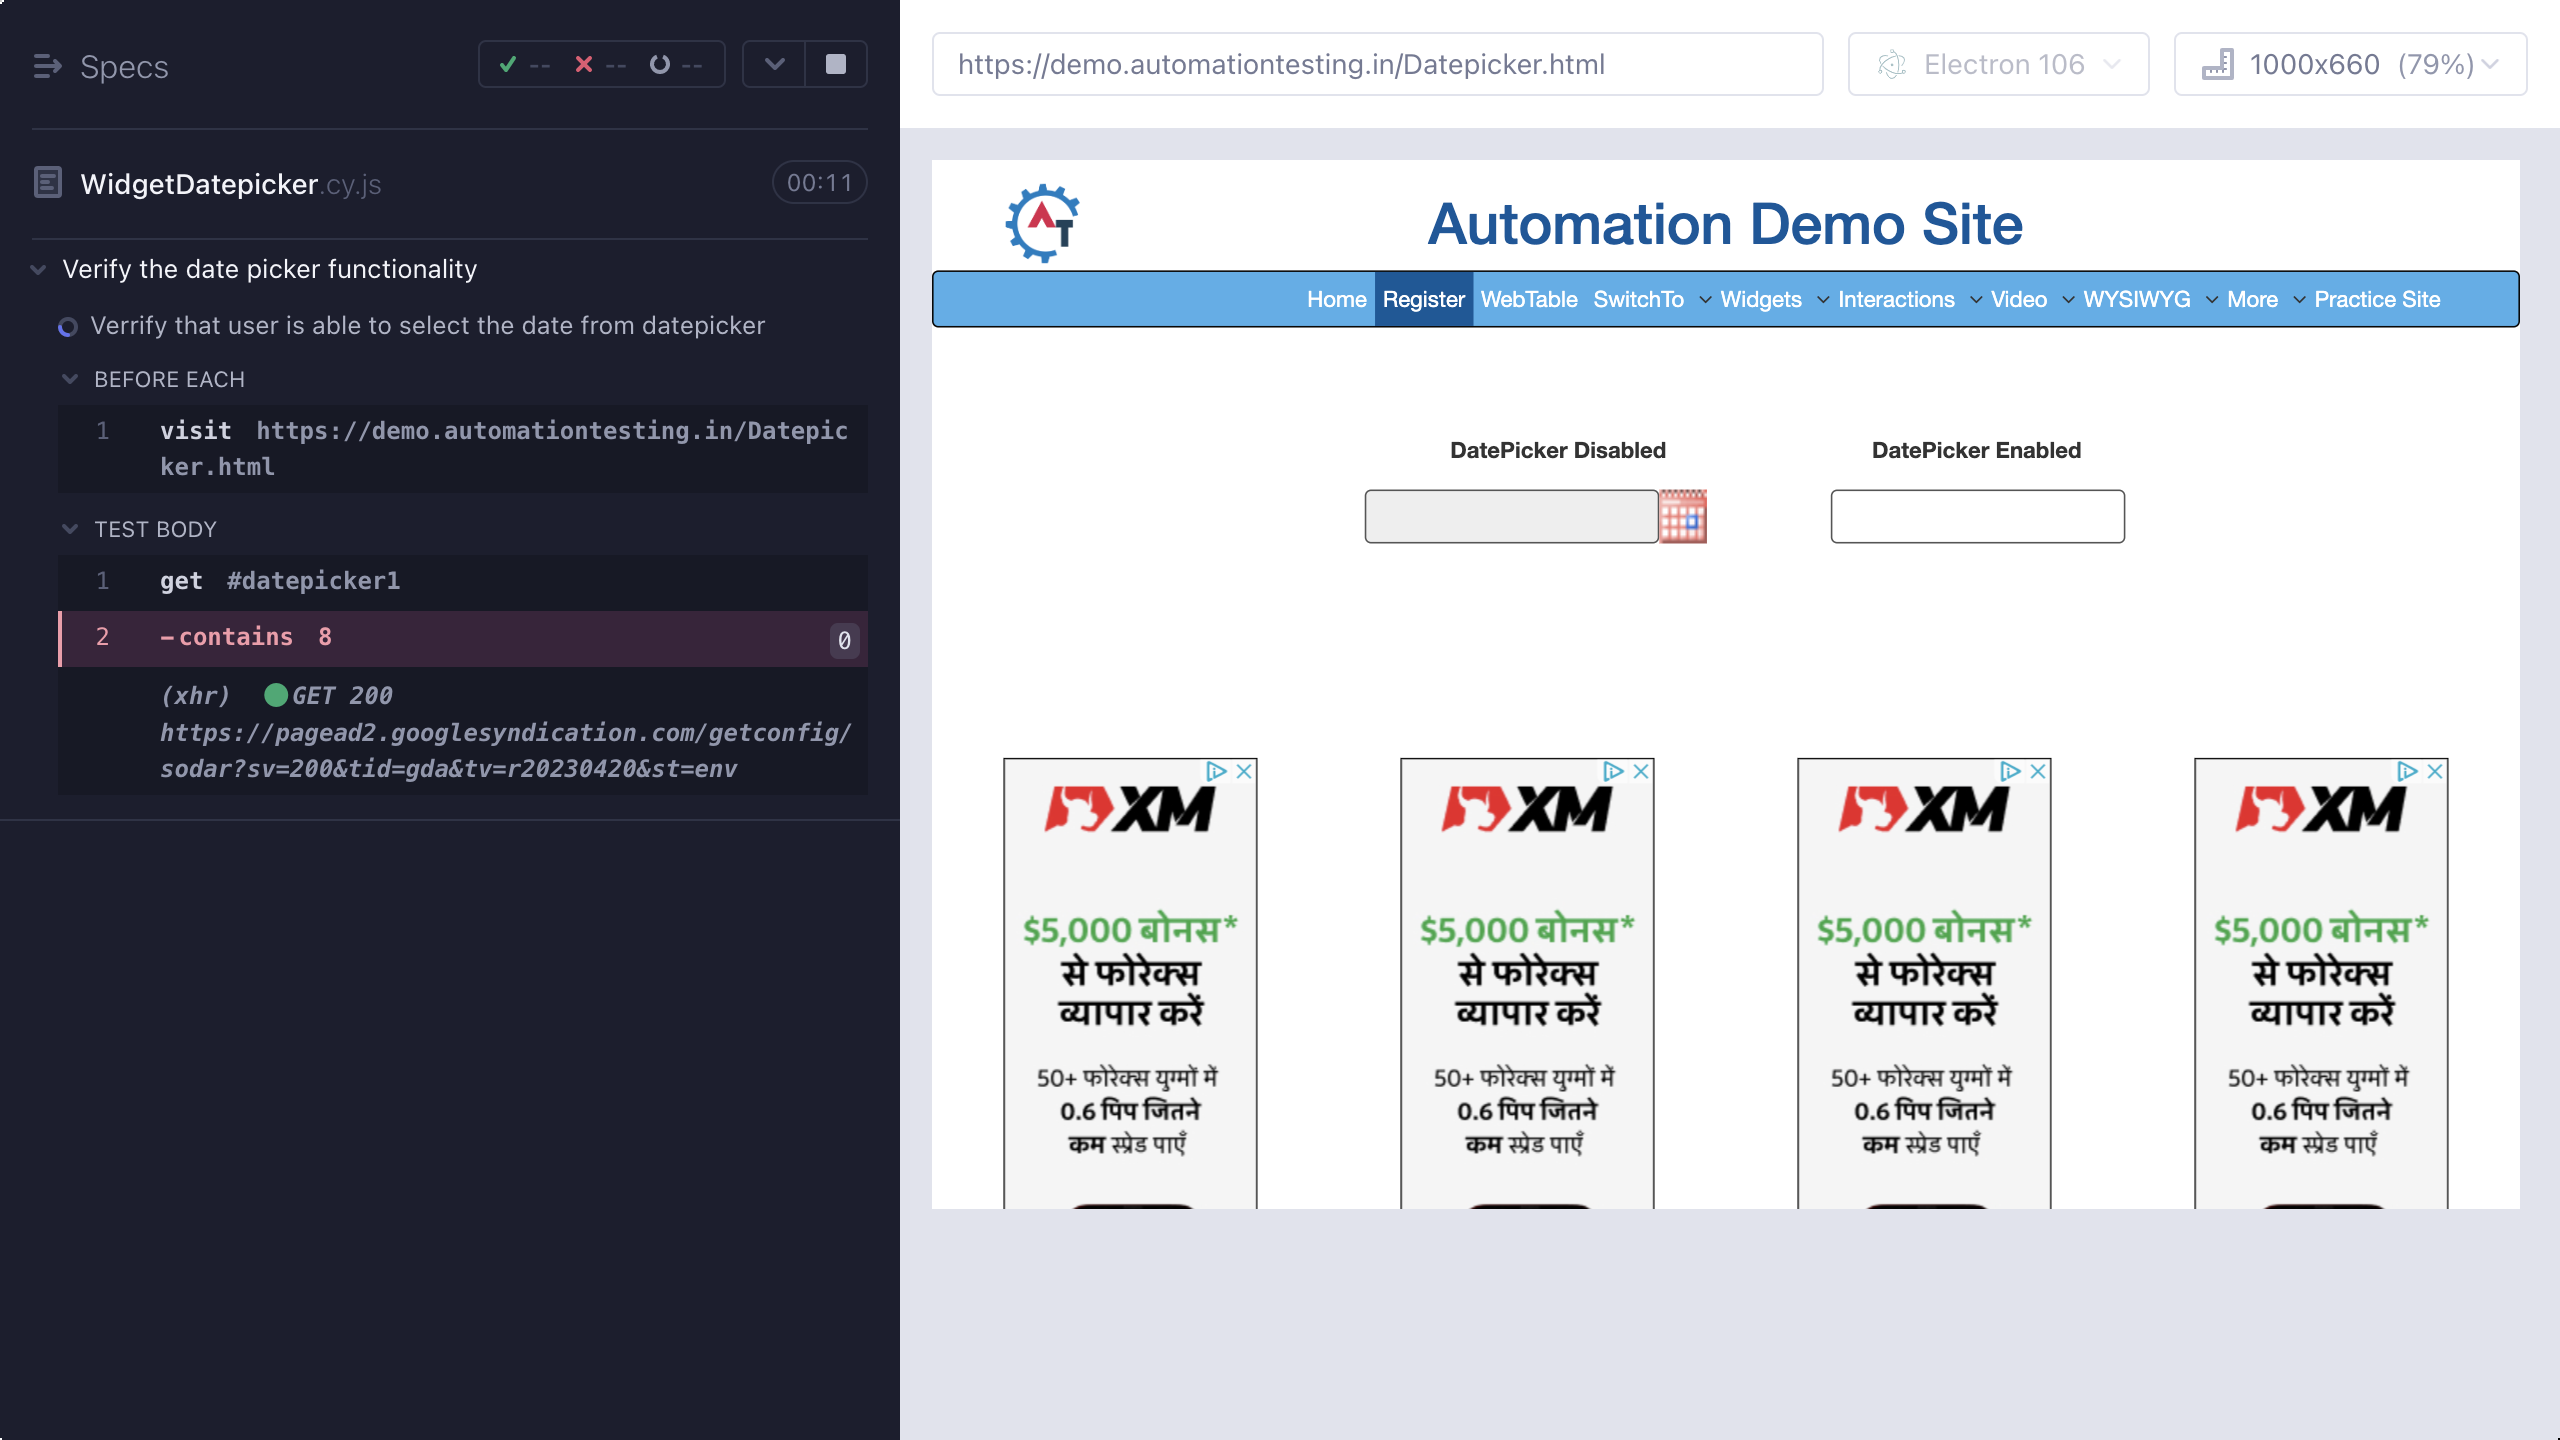 Specs
-- -- --
WidgetDatepicker.cy.js
00:11
Verify the date picker functionality
Verrify that user is able to select the date from datepicker
BEFORE EACH
1 visit https://demo.automationtesting.in/Datepic
ker.html
TEST BODY
1 get #datepicker1
2 -contains 8 0
(xhr) GET 200
https://pagead2.googlesyndication.com/getconfig/
sodar?sv=200&tid=gda&tv=r20230420&st=env
https://demo.automationtesting.in/Datepicker.html
Electron 106
1000x660 (79%)
AT
Automation Demo Site
Home Register WebTable SwitchTo Widgets Interactions Video WYSIWYG More Practice Site
DatePicker Disabled
DatePicker Enabled
XM
$5,000 बोनस*
से फोरेक्स
व्यापार करें
50+ फोरेक्स युग्मों में
0.6 पिप जितने
कम स्प्रेड पाएँ
XM
$5,000 बोनस*
से फोरेक्स
व्यापार करें
50+ फोरेक्स युग्मों में
0.6 पिप जितने
कम स्प्रेड पाएँ
XM
$5,000 बोनस*
से फोरेक्स
व्यापार करें
50+ फोरेक्स युग्मों में
0.6 पिप जितने
कम स्प्रेड पाएँ
XM
$5,000 बोनस*
से फोरेक्स
व्यापार करें
50+ फोरेक्स युग्मों में
0.6 पिप जितने
कम स्प्रेड पाएँ